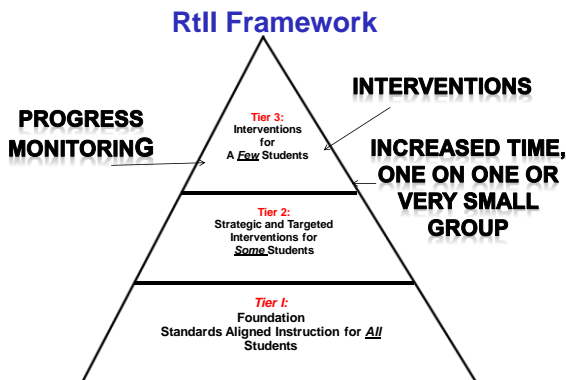 RtII Framework
PROGRESS
MONITORING
INTERVENTIONS
INCREASED TIME,
ONE ON ONE OR
VERY SMALL
GROUP
Tier 3:
Interventions
for
A Few Students
Tier 2:
Strategic and Targeted
Interventions for
Some Students
Tier I:
Foundation
Standards Aligned Instruction for All
Students